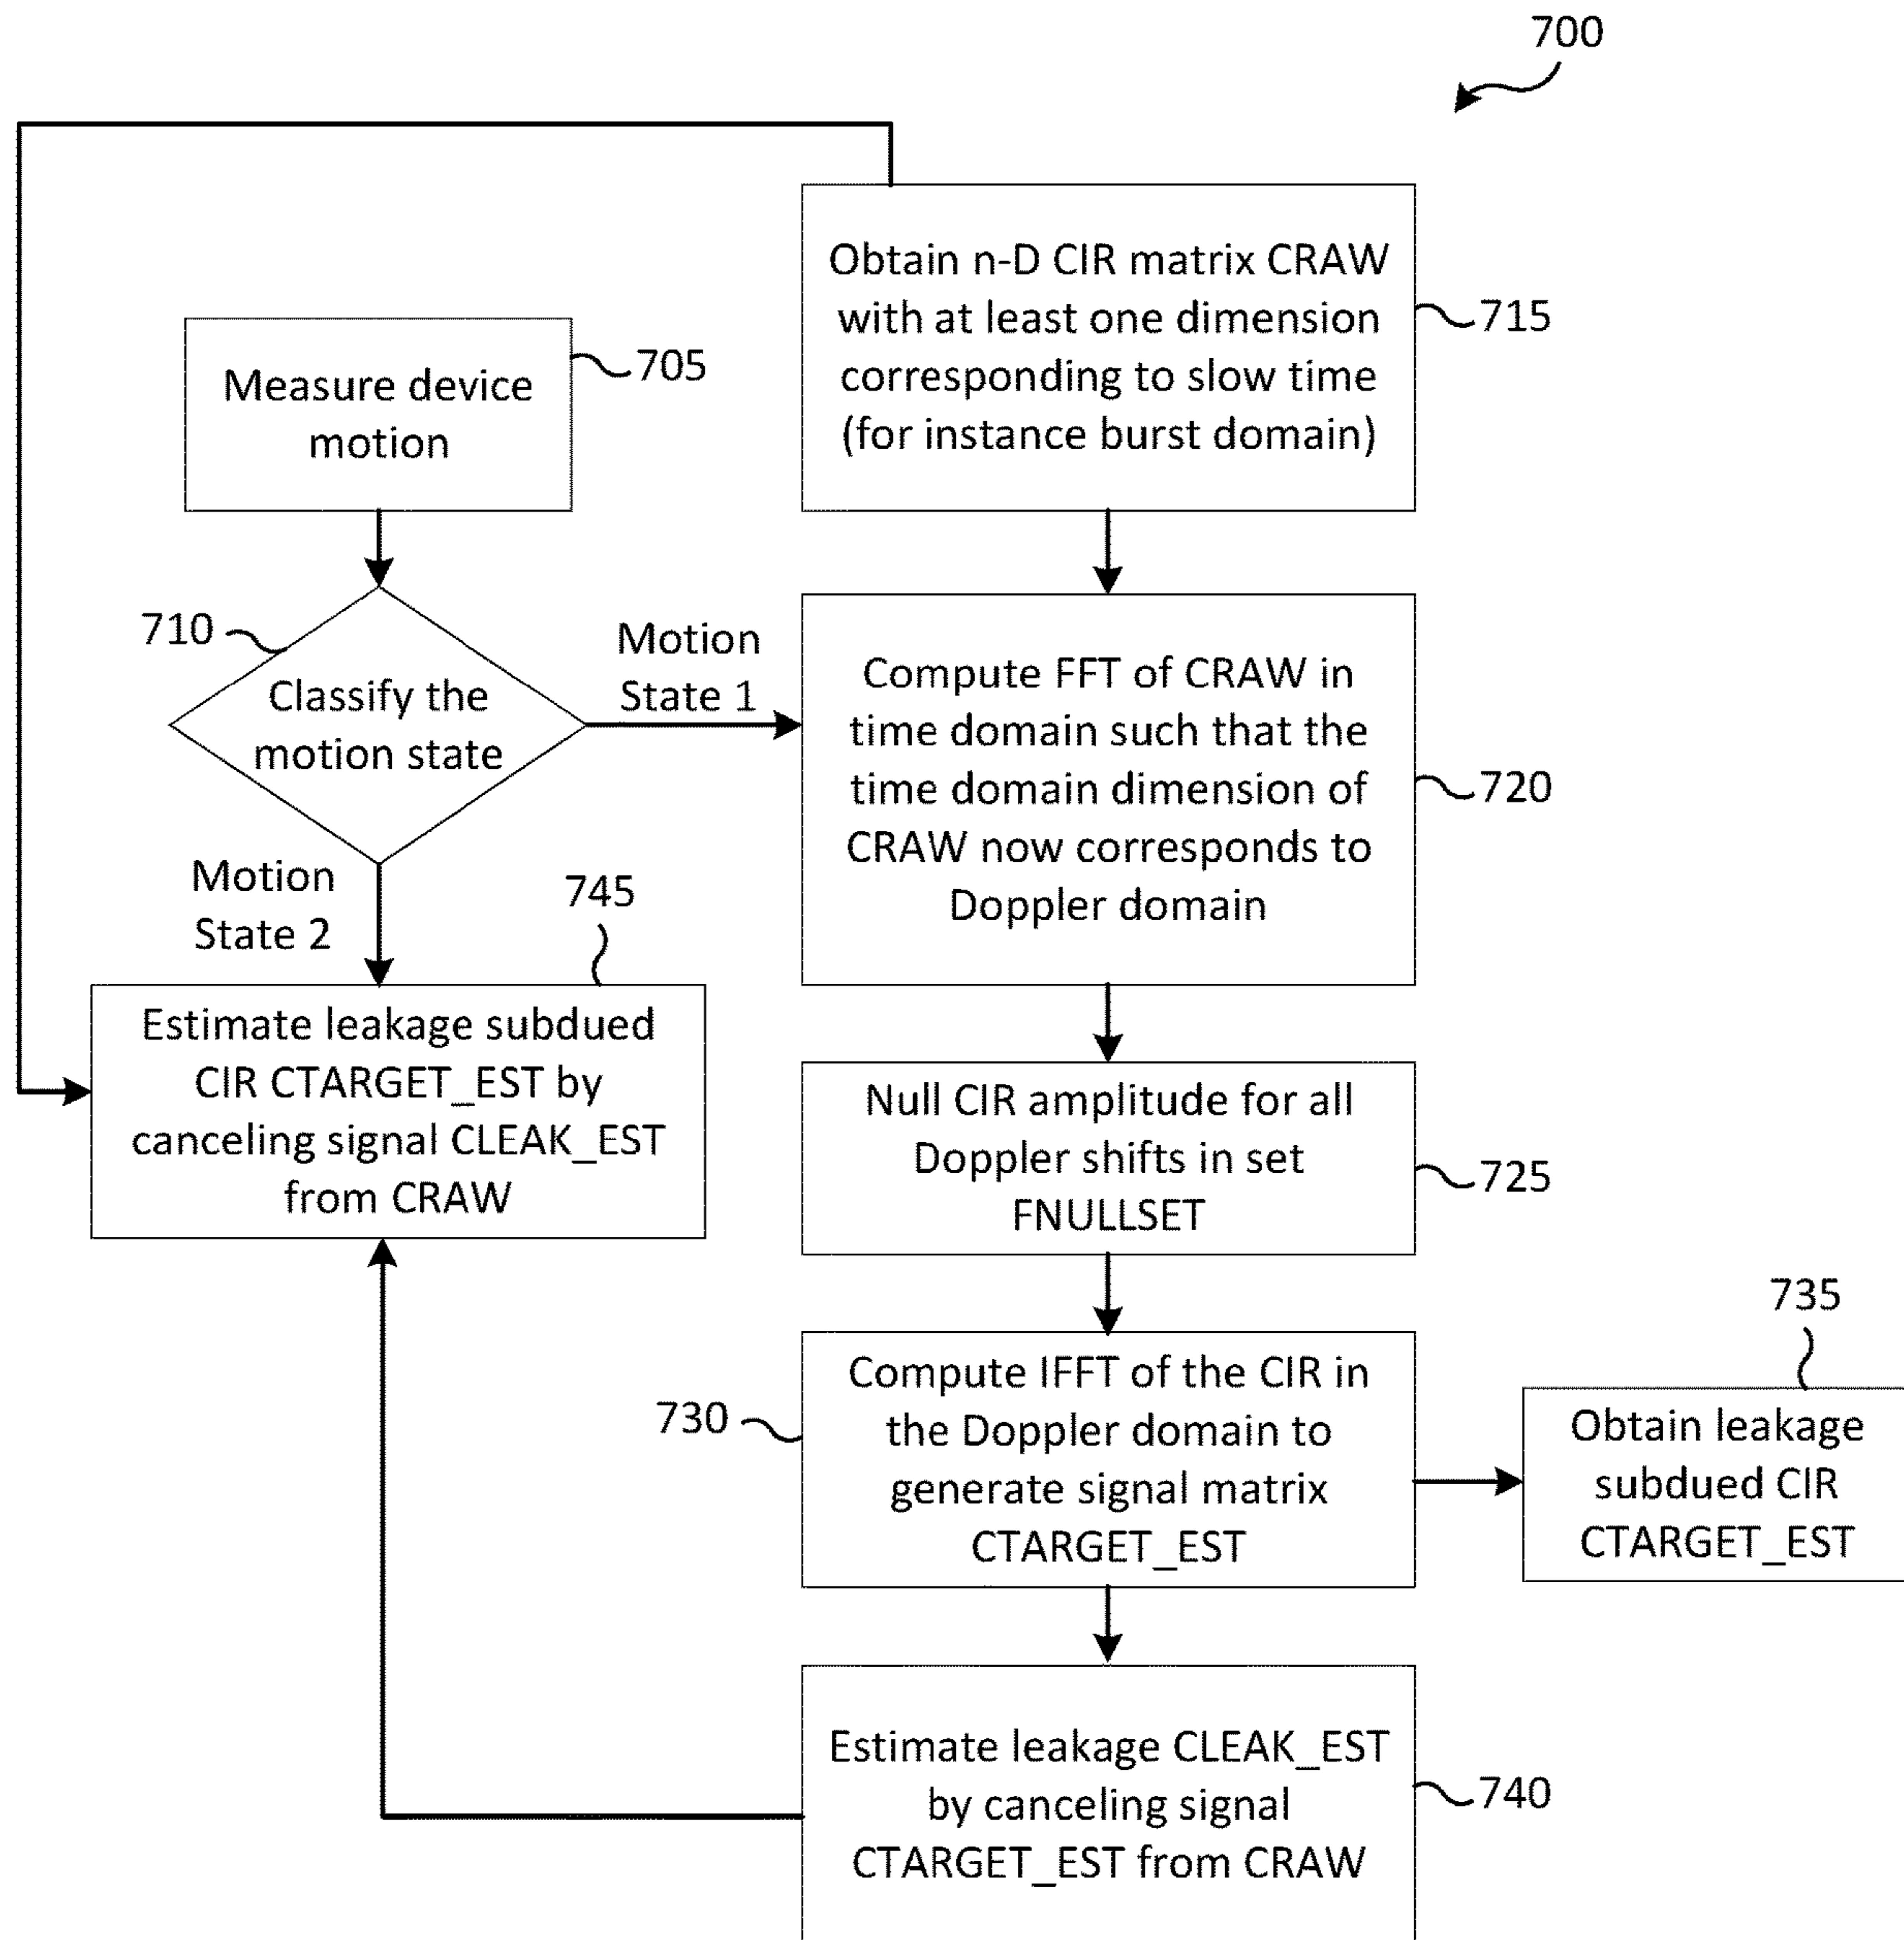 700
Obtain n-D CIR matrix CRAW
with at least one dimension
corresponding to slow time
(for instance burst domain)
715
Measure device
motion
705
710
Classify the
motion state
Motion
State 1
Motion
State 2
Compute FFT of CRAW in
time domain such that the
time domain dimension of
CRAW now corresponds to
Doppler domain
720
745
Estimate leakage subdued
CIR CTARGET_EST by
canceling signal CLEAK_EST
from CRAW
Null CIR amplitude for all
Doppler shifts in set
FNULLSET
725
730
Compute IFFT of the CIR in
the Doppler domain to
generate signal matrix
CTARGET_EST
735
Obtain leakage
subdued CIR
CTARGET_EST
Estimate leakage CLEAK_EST
by canceling signal
CTARGET_EST from CRAW
740